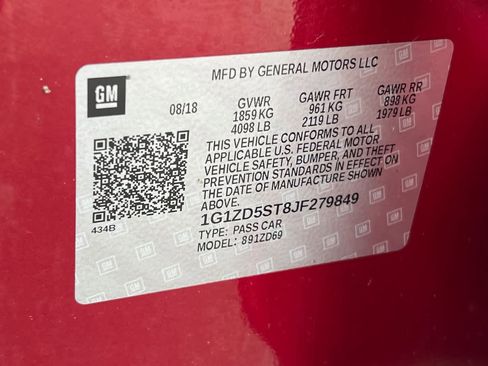 MFD BY GENERAL MOTORS LLC
GM
08/18 GVWR GAWR FRT GAWR RR
1859 KG 961 KG 898 KG
4098 LB 2119 LB 1979 LB
THIS VEHICLE CONFORMS TO ALL
APPLICABLE U.S. FEDERAL MOTOR
VEHICLE SAFETY, BUMPER, AND THEFT
PREVENTION STANDARDS IN EFFECT ON
THE DATE OF MANUFACTURE SHOWN
ABOVE.
434B
1G1ZD5ST8JF279849
TYPE: PASS CAR
MODEL: 891ZD69